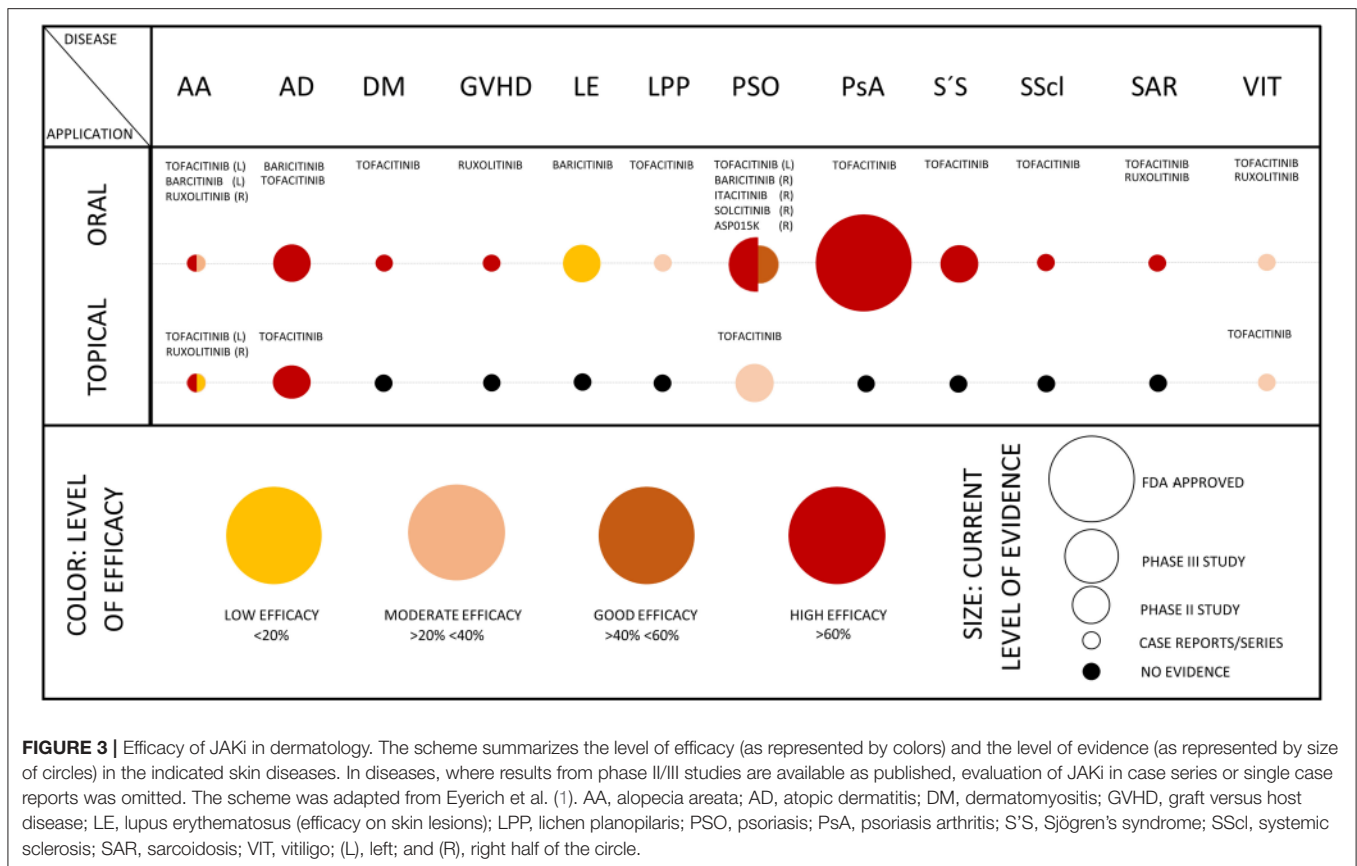 DISEASE
APPLICATION
AA AD DM GVHD LE LPP PSO PsA S´S SScl SAR VIT
ORAL
TOFACITINIB (L)
BARCITINIB (L)
RUXOLITINIB (R)
BARICITINIB
TOFACITINIB
TOFACITINIB
RUXOLITINIB
BARICITINIB
TOFACITINIB
TOFACITINIB (L)
BARICITINIB (R)
ITACITINIB (R)
SOLCITINIB (R)
ASP015K (R)
TOFACITINIB
TOFACITINIB
TOFACITINIB
TOFACITINIB
RUXOLITINIB
TOFACITINIB
RUXOLITINIB
TOPICAL
TOFACITINIB (L)
RUXOLITINIB (R)
TOFACITINIB
TOFACITINIB
TOFACITINIB
COLOR: LEVEL
OF EFFICACY
LOW EFFICACY
<20%
MODERATE EFFICACY
>20% <40%
GOOD EFFICACY
>40% <60%
HIGH EFFICACY
>60%
SIZE: CURRENT
LEVEL OF EVIDENCE
FDA APPROVED
PHASE III STUDY
PHASE II STUDY
CASE REPORTS/SERIES
NO EVIDENCE
FIGURE 3 | Efficacy of JAKi in dermatology. The scheme summarizes the level of efficacy (as represented by colors) and the level of evidence (as represented by size
of circles) in the indicated skin diseases. In diseases, where results from phase II/III studies are available as published, evaluation of JAKi in case series or single case
reports was omitted. The scheme was adapted from Eyerich et al. (1). AA, alopecia areata; AD, atopic dermatitis; DM, dermatomyositis; GVHD, graft versus host
disease; LE, lupus erythematosus (efficacy on skin lesions); LPP, lichen planopilaris; PSO, psoriasis; PsA, psoriasis arthritis; S'S, Sjögren's syndrome; SScl, systemic
sclerosis; SAR, sarcoidosis; VIT, vitiligo; (L), left; and (R), right half of the circle.